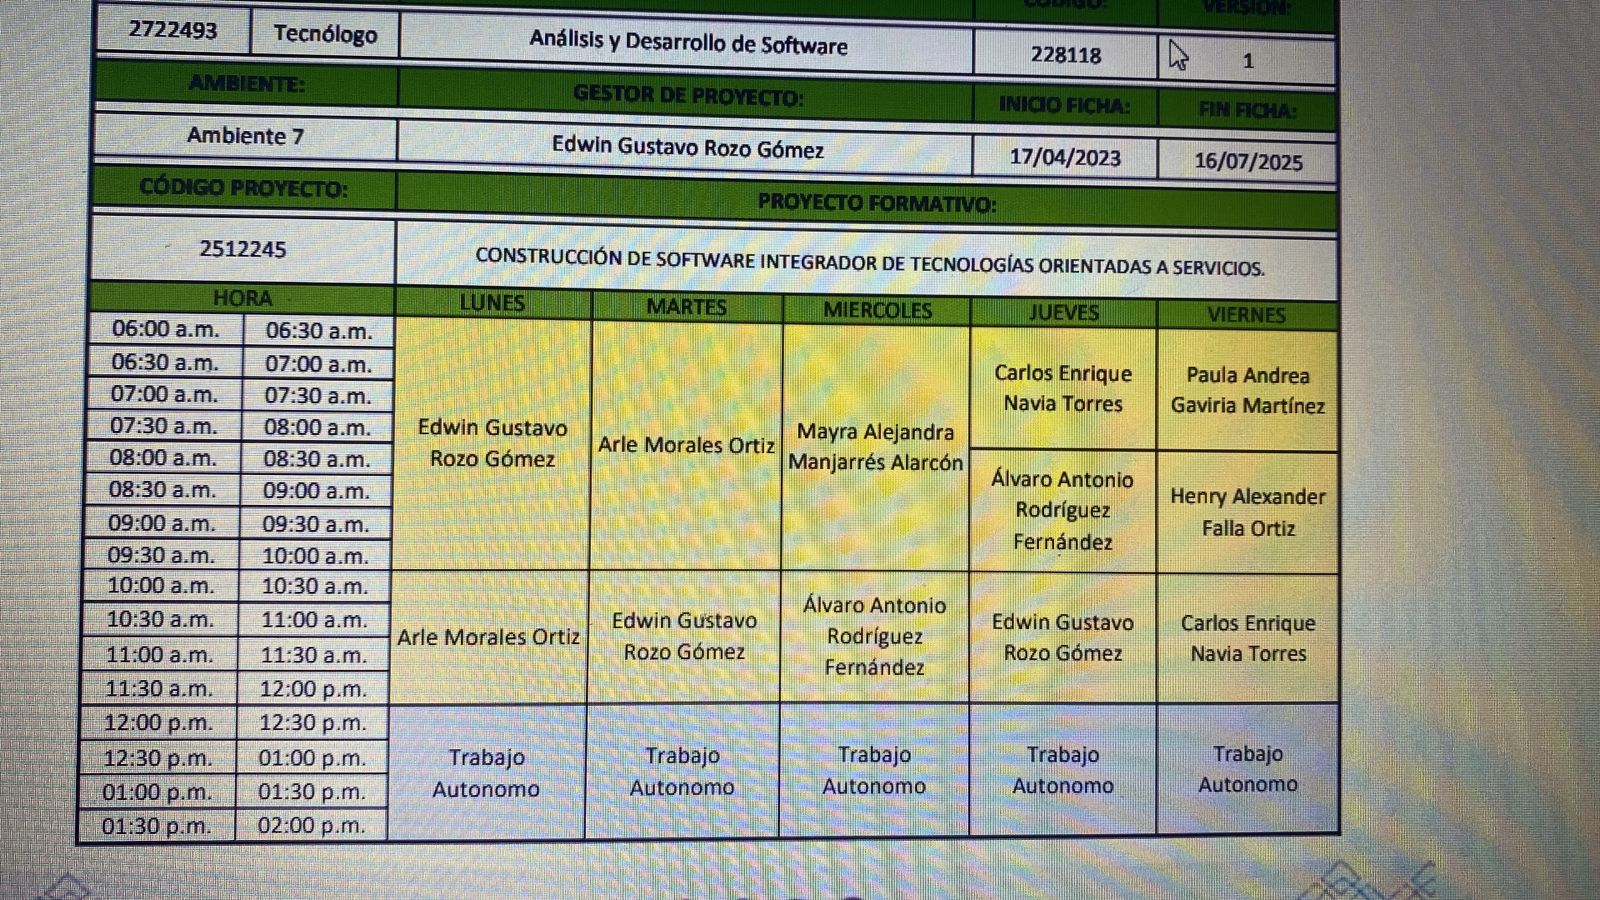 CÓDIGO: VERSIÓN:
2722493 Tecnólogo Análisis y Desarrollo de Software 228118 1
AMBIENTE: GESTOR DE PROYECTO: INICIO FICHA: FIN FICHA:
Ambiente 7 Edwin Gustavo Rozo Gómez 17/04/2023 16/07/2025
CÓDIGO PROYECTO: PROYECTO FORMATIVO:
2512245 CONSTRUCCIÓN DE SOFTWARE INTEGRADOR DE TECNOLOGÍAS ORIENTADAS A SERVICIOS.
HORA LUNES MARTES MIERCOLES JUEVES VIERNES
06:00 a.m. 06:30 a.m.
06:30 a.m. 07:00 a.m.
07:00 a.m. 07:30 a.m.
07:30 a.m. 08:00 a.m.
08:00 a.m. 08:30 a.m.
08:30 a.m. 09:00 a.m.
09:00 a.m. 09:30 a.m.
09:30 a.m. 10:00 a.m.
Edwin Gustavo
Rozo Gómez
Arle Morales Ortiz
Mayra Alejandra
Manjarrés Alarcón
Carlos Enrique
Navia Torres
Paula Andrea
Gaviria Martínez
Álvaro Antonio
Rodríguez
Fernández
Henry Alexander
Falla Ortiz
10:00 a.m. 10:30 a.m.
10:30 a.m. 11:00 a.m.
11:00 a.m. 11:30 a.m.
11:30 a.m. 12:00 p.m.
Arle Morales Ortiz
Edwin Gustavo
Rozo Gómez
Álvaro Antonio
Rodríguez
Fernández
Edwin Gustavo
Rozo Gómez
Carlos Enrique
Navia Torres
12:00 p.m. 12:30 p.m.
12:30 p.m. 01:00 p.m.
01:00 p.m. 01:30 p.m.
01:30 p.m. 02:00 p.m.
Trabajo
Autonomo
Trabajo
Autonomo
Trabajo
Autonomo
Trabajo
Autonomo
Trabajo
Autonomo